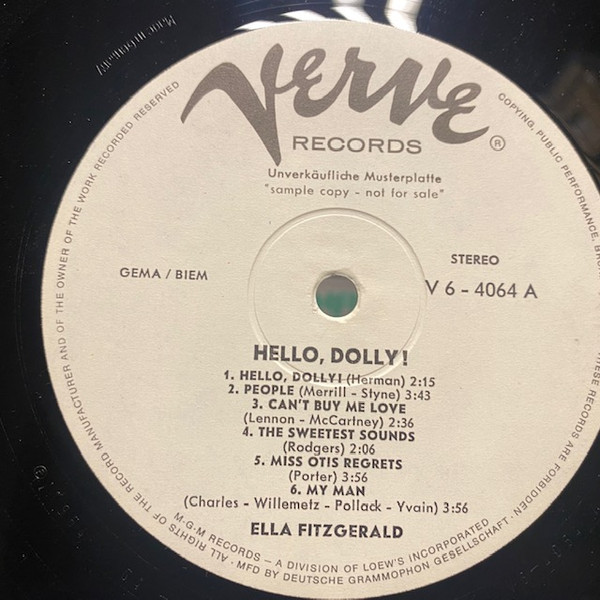 Made in Germany
Verve
RECORDS ®
Unverkäufliche Musterplatte
"sample copy - not for sale"
GEMA / BIEM
STEREO
V 6 - 4064 A
HELLO, DOLLY!
1. HELLO, DOLLY! (Herman) 2:15
2. PEOPLE (Merrill - Styne) 3:43
3. CAN'T BUY ME LOVE
(Lennon - McCartney) 2:36
4. THE SWEETEST SOUNDS
(Rodgers) 2:06
5. MISS OTIS REGRETS
(Porter) 3:56
6. MY MAN
(Charles - Willemetz - Pollack - Yvain) 3:56
ELLA FITZGERALD
M·G·M RECORDS — A DIVISION OF LOEW'S INCORPORATED
· MFD BY DEUTSCHE GRAMMOPHON GESELLSCHAFT ·
ALL RIGHTS OF THE RECORD MANUFACTURER AND OF THE OWNER OF THE WORK RECORDED RESERVED
COPYING, PUBLIC PERFORMANCE,
THESE RECORDS ARE FORBIDDEN